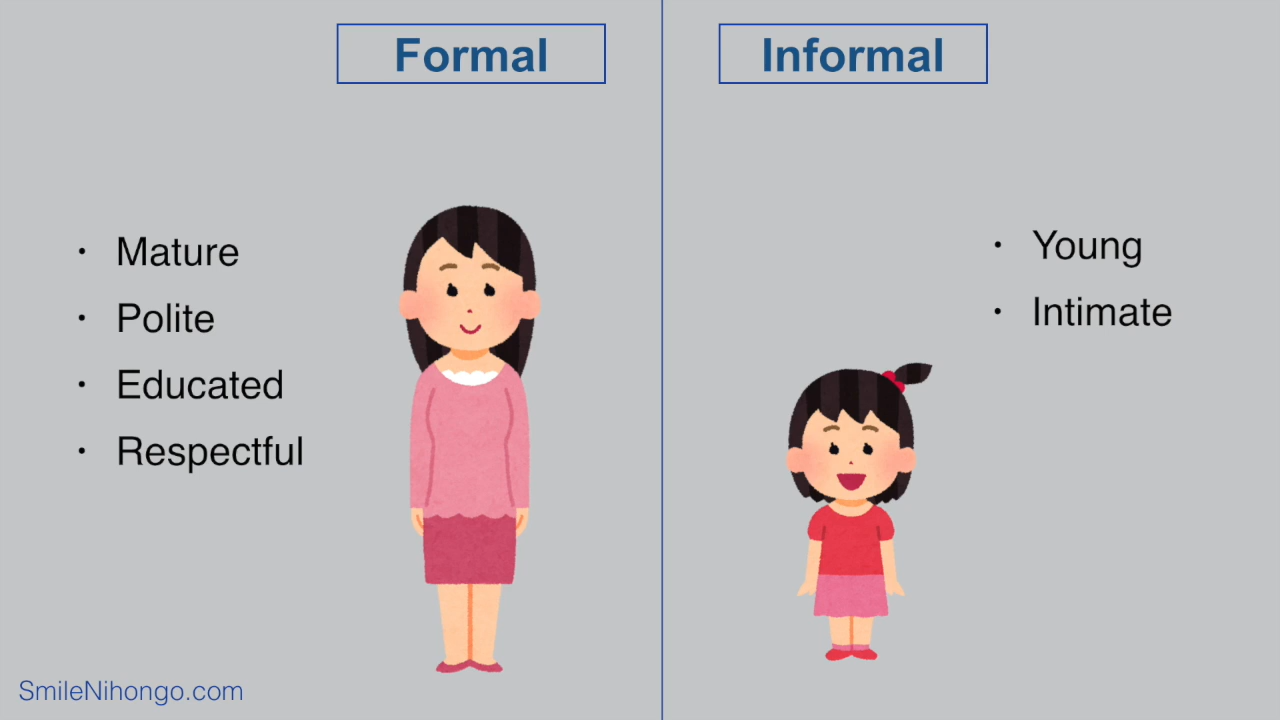 Formal
・ Mature
・ Polite
・ Educated
・ Respectful
Informal
・ Young
・ Intimate
SmileNihongo.com